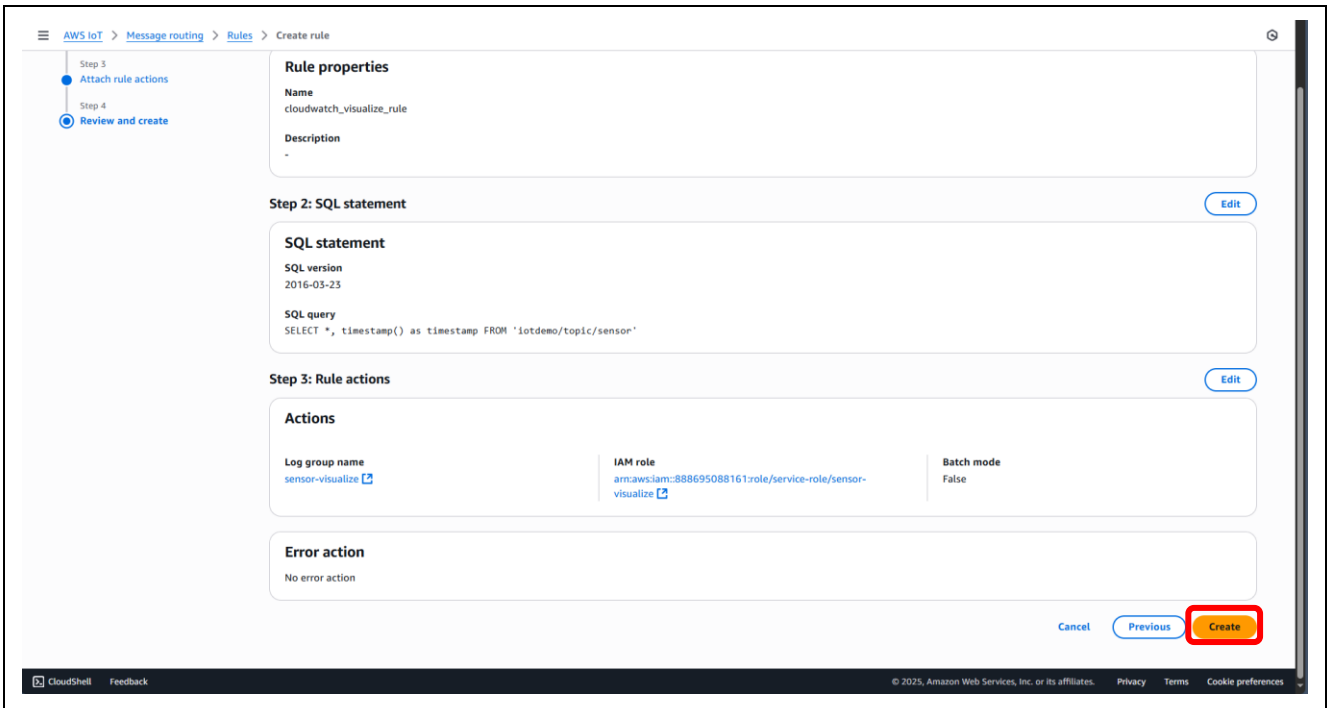 AWS IoT > Message routing > Rules > Create rule
Step 3
Attach rule actions
Step 4
Review and create
Rule properties
Name
cloudwatch_visualize_rule
Description
-
Step 2: SQL statement
Edit
SQL statement
SQL version
2016-03-23
SQL query
SELECT *, timestamp() as timestamp FROM 'iotdemo/topic/sensor'
Step 3: Rule actions
Edit
Actions
Log group name
sensor-visualize
IAM role
arn:aws:iam::888695088161:role/service-role/sensor-
visualize
Batch mode
False
Error action
No error action
Cancel Previous Create
CloudShell Feedback © 2025, Amazon Web Services, Inc. or its affiliates. Privacy Terms Cookie preferences